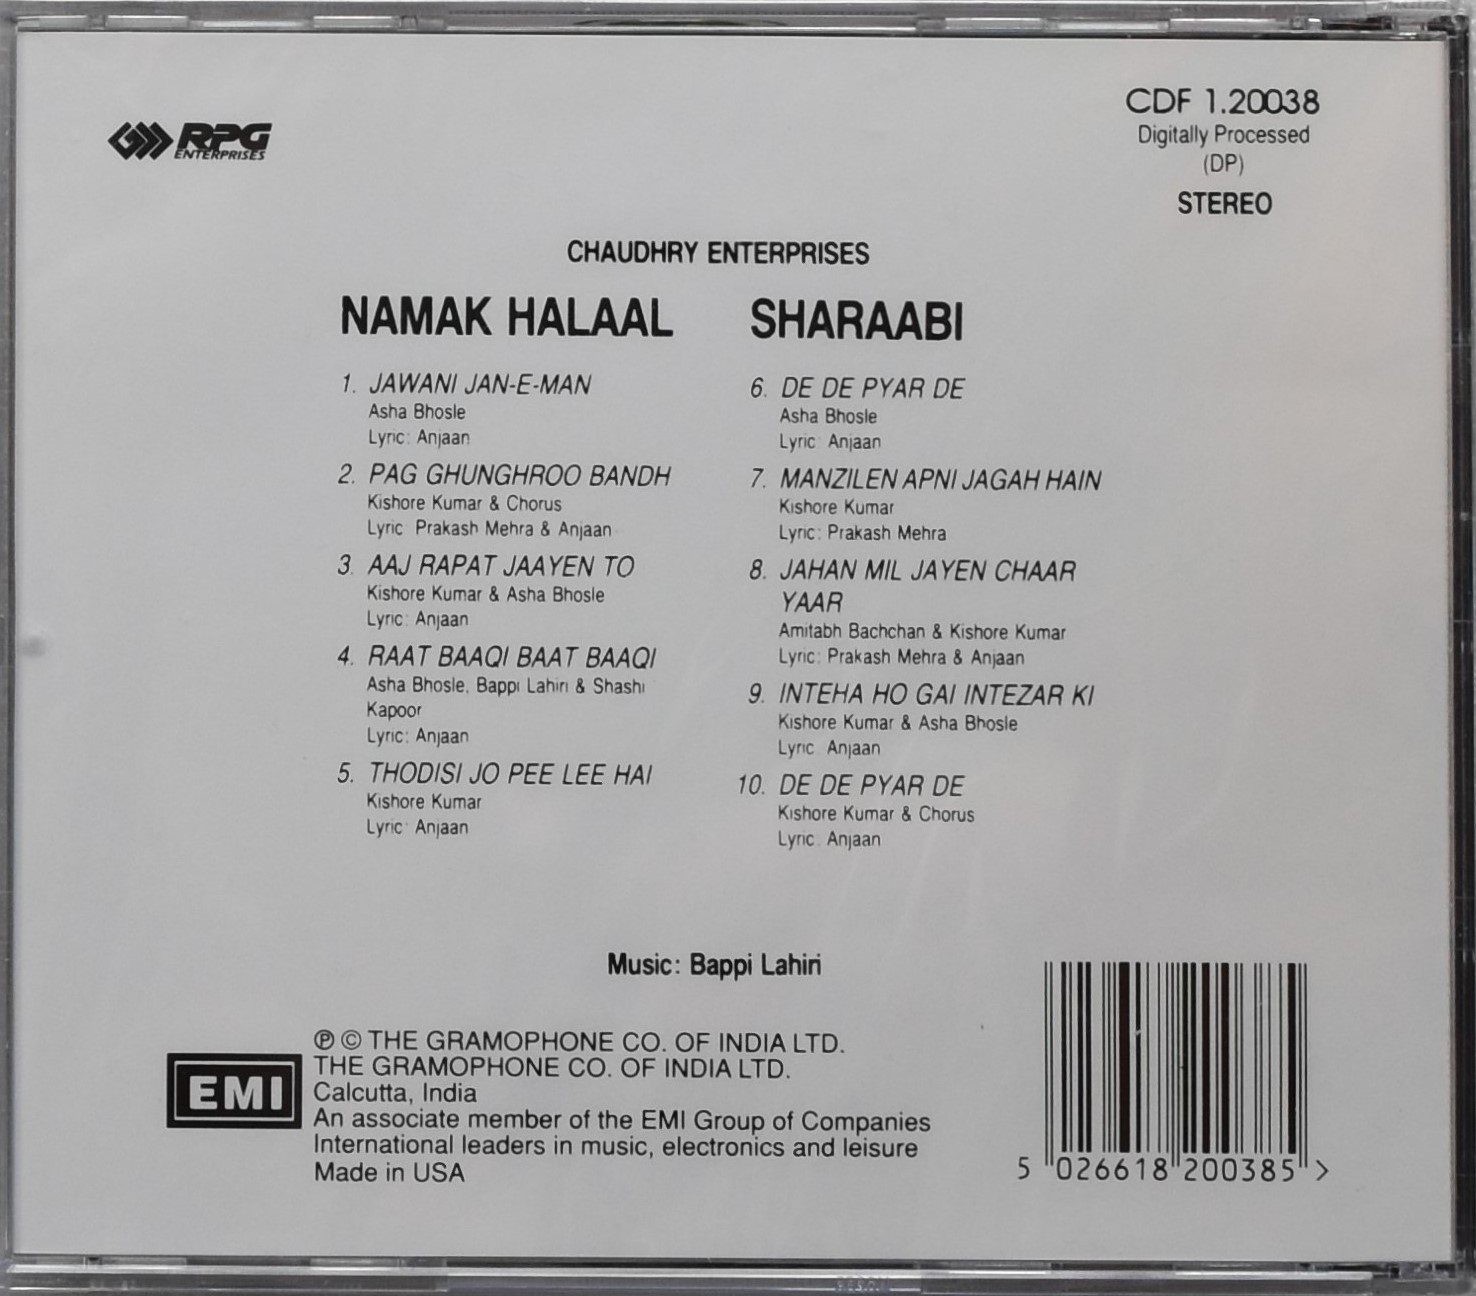 RPG
ENTERPRISES
CDF 1.20038
Digitally Processed
(DP)
STEREO
CHAUDHRY ENTERPRISES
NAMAK HALAAL
1. JAWANI JAN-E-MAN
Asha Bhosle
Lyric: Anjaan
2. PAG GHUNGHROO BANDH
Kishore Kumar & Chorus
Lyric Prakash Mehra & Anjaan
3. AAJ RAPAT JAAYEN TO
Kishore Kumar & Asha Bhosle
Lyric: Anjaan
4. RAAT BAAQI BAAT BAAQI
Asha Bhosle, Bappi Lahiri & Shashi
Kapoor
Lyric: Anjaan
5. THODISI JO PEE LEE HAI
Kishore Kumar
Lyric: Anjaan
SHARAABI
6. DE DE PYAR DE
Asha Bhosle
Lyric: Anjaan
7. MANZILEN APNI JAGAH HAIN
Kishore Kumar
Lyric: Prakash Mehra
8. JAHAN MIL JAYEN CHAAR
YAAR
Amitabh Bachchan & Kishore Kumar
Lyric: Prakash Mehra & Anjaan
9. INTEHA HO GAI INTEZAR KI
Kishore Kumar & Asha Bhosle
Lyric: Anjaan
10. DE DE PYAR DE
Kishore Kumar & Chorus
Lyric: Anjaan
Music: Bappi Lahiri
EMI
℗ © THE GRAMOPHONE CO. OF INDIA LTD.
THE GRAMOPHONE CO. OF INDIA LTD.
Calcutta, India
An associate member of the EMI Group of Companies
International leaders in music, electronics and leisure
Made in USA
5 026618 200385 >